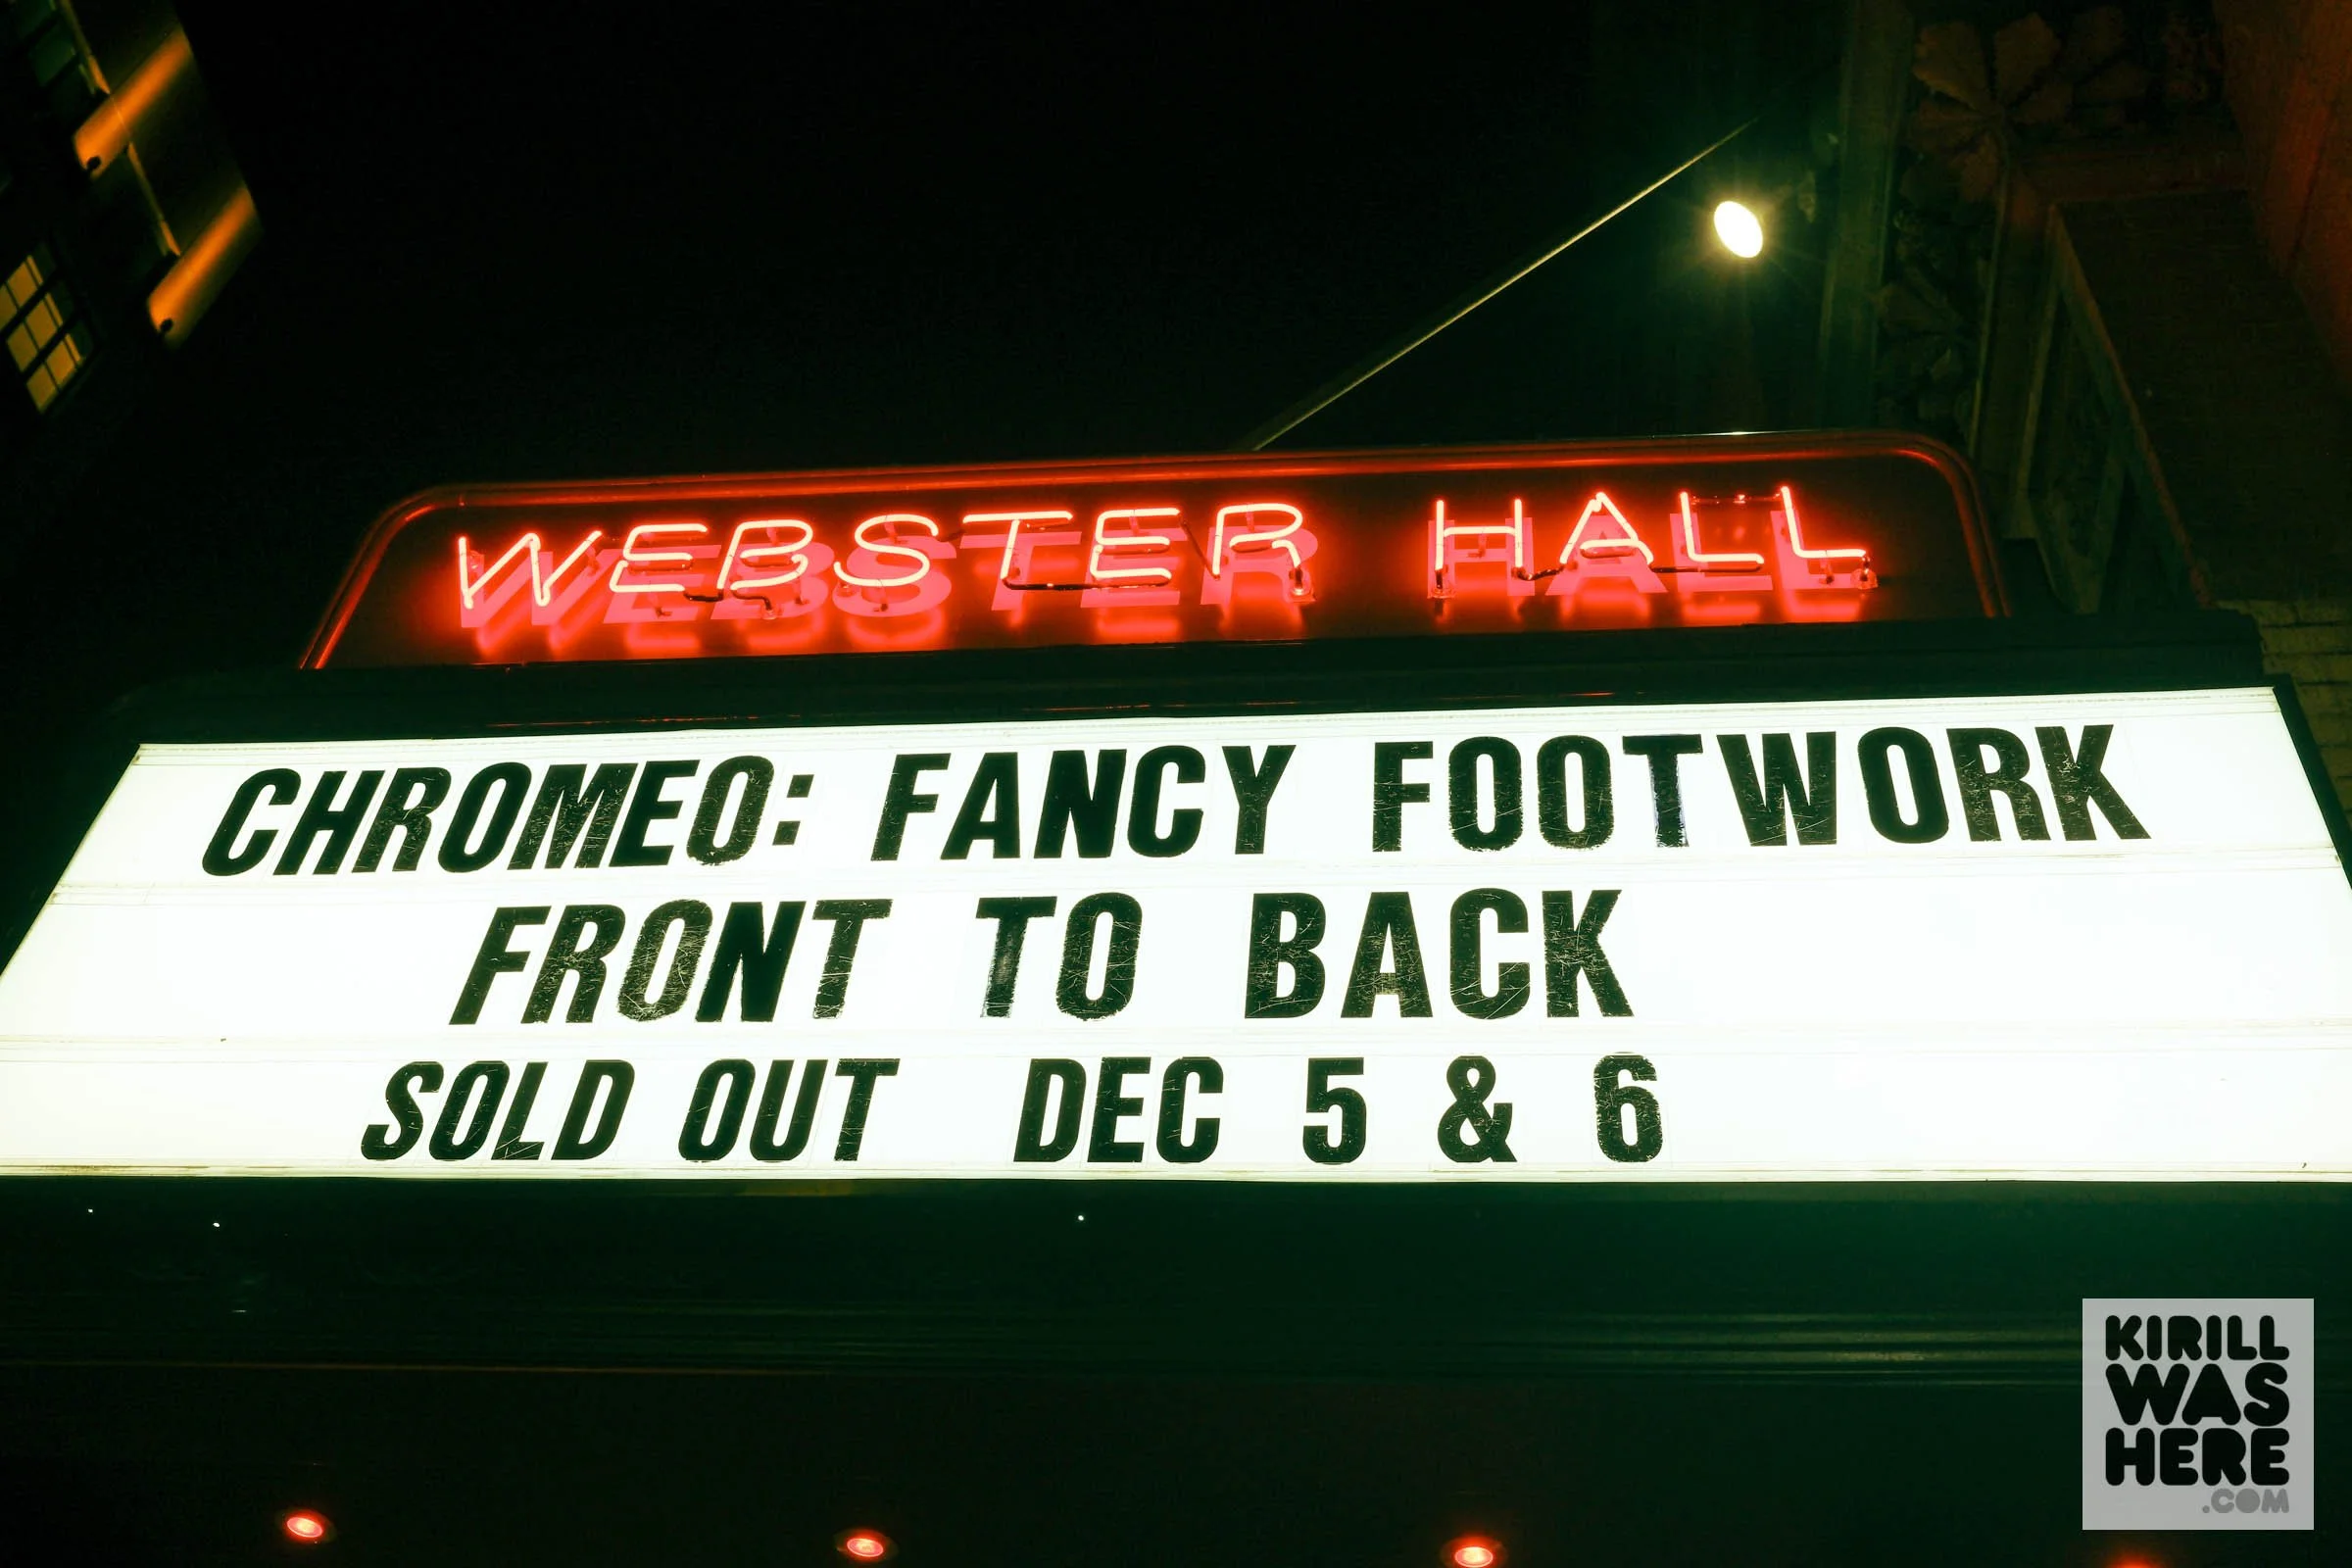 WEBSTER HALL
CHROMEO: FANCY FOOTWORK
FRONT TO BACK
SOLD OUT DEC 5 & 6
KIRILL
WAS
HERE
.COM